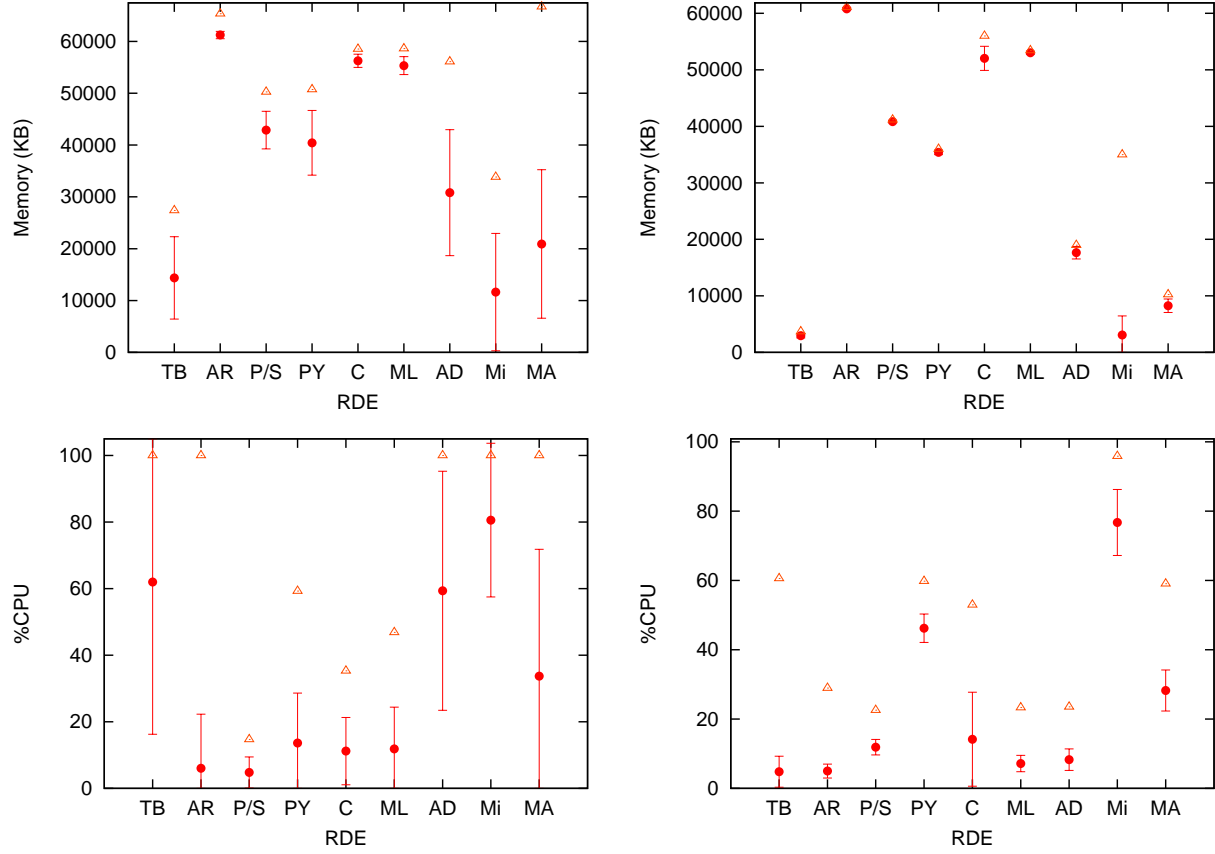 Memory (KB)
60000
50000
40000
30000
20000
10000
0
TB AR P/S PY C ML AD Mi MA
RDE
Memory (KB)
60000
50000
40000
30000
20000
10000
0
TB AR P/S PY C ML AD Mi MA
RDE
%CPU
100
80
60
40
20
0
TB AR P/S PY C ML AD Mi MA
RDE
%CPU
100
80
60
40
20
0
TB AR P/S PY C ML AD Mi MA
RDE